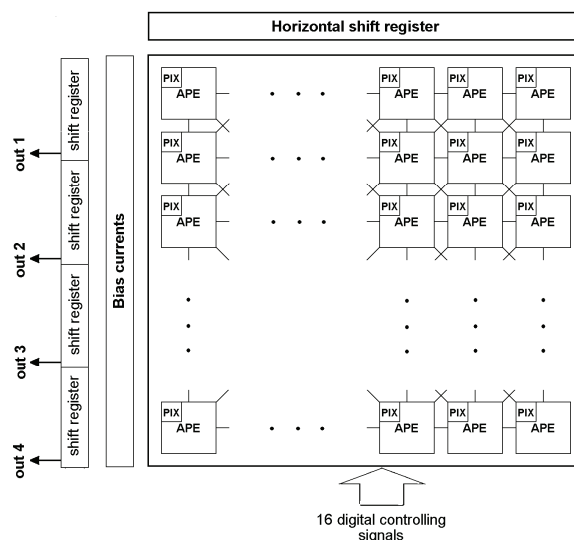 Horizontal shift register
shift register
shift register
shift register
shift register
out 1
out 2
out 3
out 4
Bias currents
PIX PIX PIX PIX
APE APE APE APE
PIX PIX PIX PIX
APE APE APE APE
PIX PIX PIX PIX
APE APE APE APE
PIX PIX PIX PIX
APE APE APE APE
16 digital controlling
signals